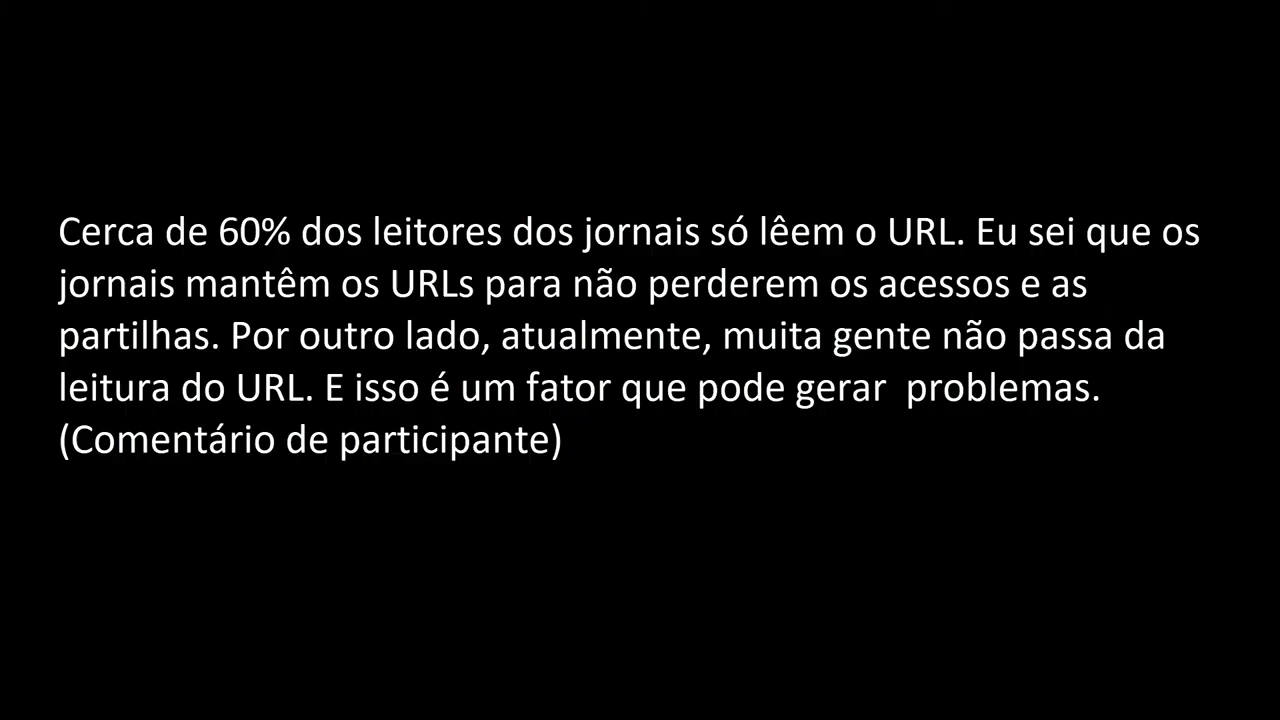 Cerca de 60% dos leitores dos jornais só lêem o URL. Eu sei que os
jornais mantêm os URLs para não perderem os acessos e as
partilhas. Por outro lado, atualmente, muita gente não passa da
leitura do URL. E isso é um fator que pode gerar  problemas.
(Comentário de participante)